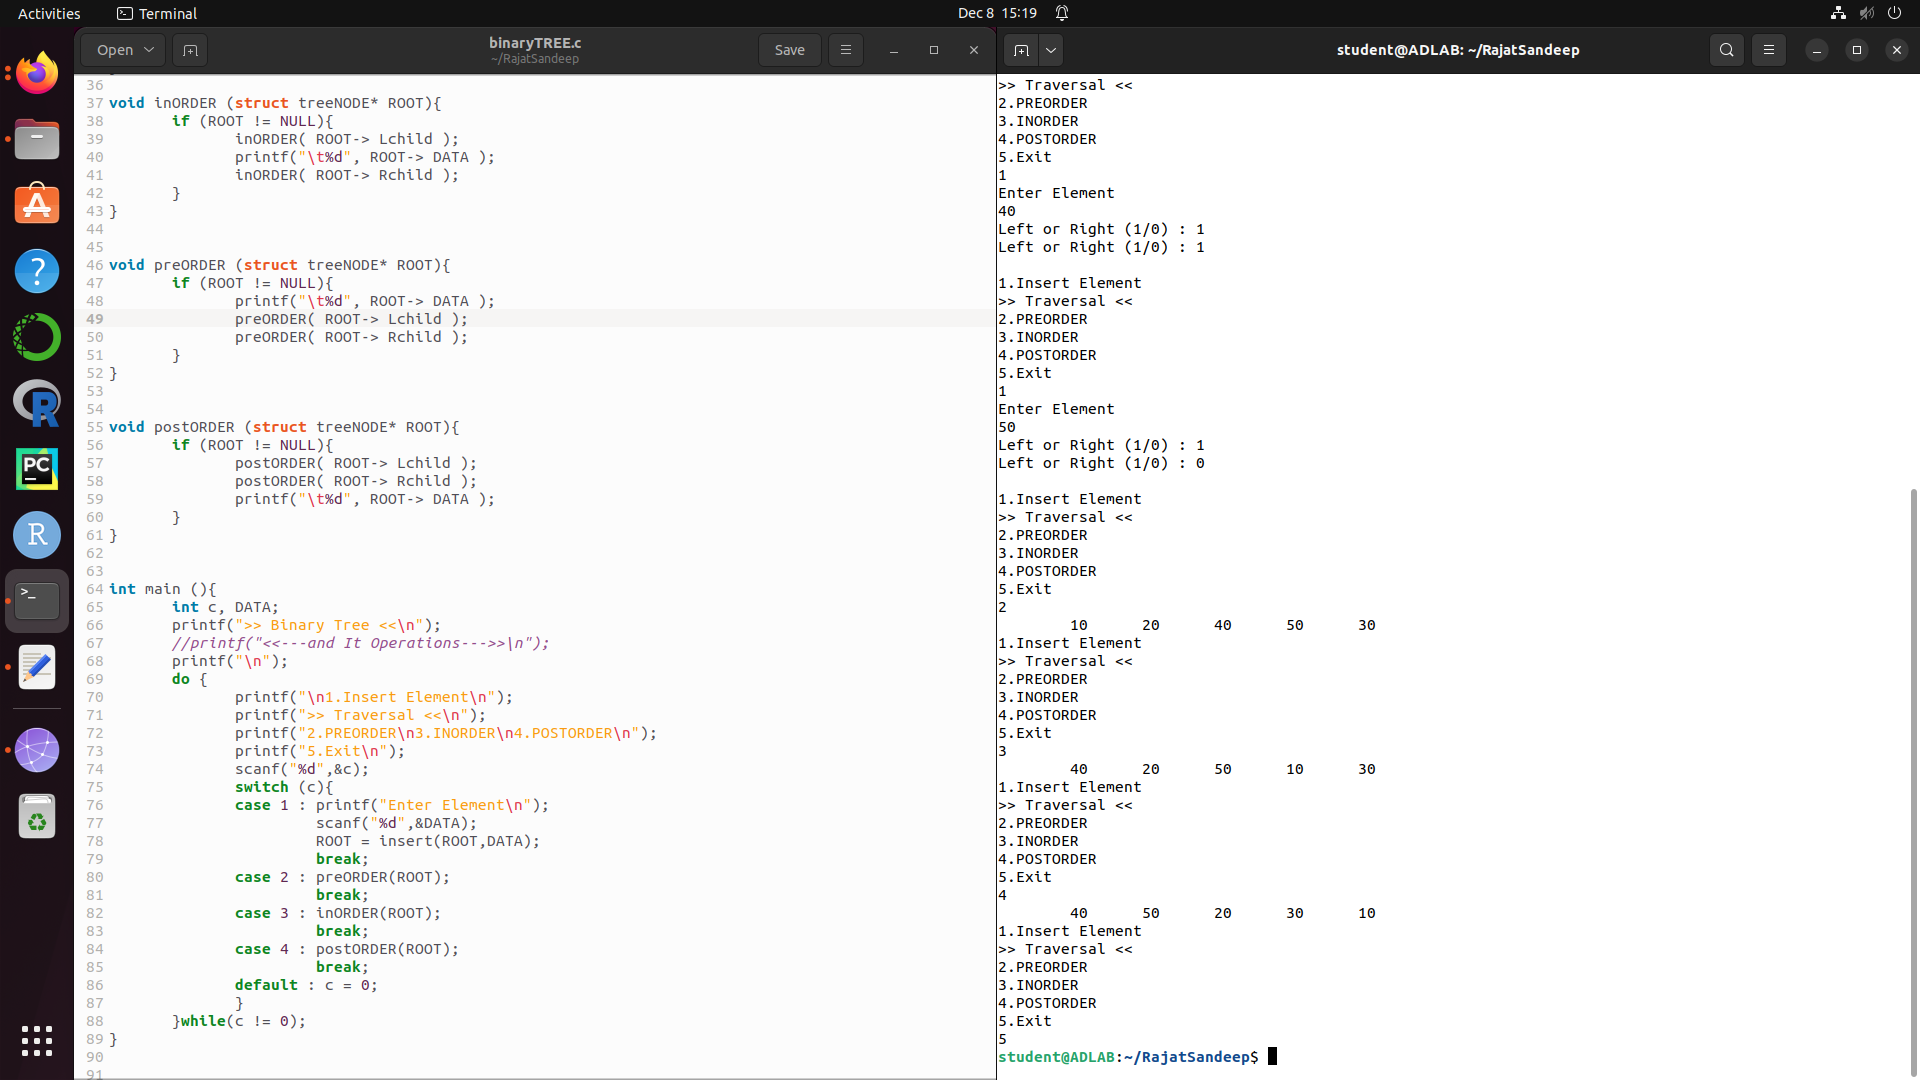 Activities
Terminal
Dec 8 15:19
Open
binaryTREE.c
~/RajatSandeep
Save
36
37 void inORDER (struct treeNODE* ROOT){
38 if (ROOT != NULL){
39 inORDER( ROOT-> Lchild );
40 printf("\t%d", ROOT-> DATA );
41 inORDER( ROOT-> Rchild );
42 }
43 }
44
45
46 void preORDER (struct treeNODE* ROOT){
47 if (ROOT != NULL){
48 printf("\t%d", ROOT-> DATA );
49 preORDER( ROOT-> Lchild );
50 preORDER( ROOT-> Rchild );
51 }
52 }
53
54
55 void postORDER (struct treeNODE* ROOT){
56 if (ROOT != NULL){
57 postORDER( ROOT-> Lchild );
58 postORDER( ROOT-> Rchild );
59 printf("\t%d", ROOT-> DATA );
60 }
61 }
62
63
64 int main (){
65 int c, DATA;
66 printf(">> Binary Tree <<\n");
67 //printf("<<---and It Operations--->>\n");
68 printf("\n");
69 do {
70 printf("\n1.Insert Element\n");
71 printf(">> Traversal <<\n");
72 printf("2.PREORDER\n3.INORDER\n4.POSTORDER\n");
73 printf("5.Exit\n");
74 scanf("%d",&c);
75 switch (c){
76 case 1 : printf("Enter Element\n");
77 scanf("%d",&DATA);
78 ROOT = insert(ROOT,DATA);
79 break;
80 case 2 : preORDER(ROOT);
81 break;
82 case 3 : inORDER(ROOT);
83 break;
84 case 4 : postORDER(ROOT);
85 break;
86 default : c = 0;
87 }
88 }while(c != 0);
89 }
90
91
student@ADLAB: ~/RajatSandeep
>> Traversal <<
2.PREORDER
3.INORDER
4.POSTORDER
5.Exit
1
Enter Element
40
Left or Right (1/0) : 1
Left or Right (1/0) : 1
1.Insert Element
>> Traversal <<
2.PREORDER
3.INORDER
4.POSTORDER
5.Exit
1
Enter Element
50
Left or Right (1/0) : 1
Left or Right (1/0) : 0
1.Insert Element
>> Traversal <<
2.PREORDER
3.INORDER
4.POSTORDER
5.Exit
2
10 20 40 50 30
1.Insert Element
>> Traversal <<
2.PREORDER
3.INORDER
4.POSTORDER
5.Exit
3
40 20 50 10 30
1.Insert Element
>> Traversal <<
2.PREORDER
3.INORDER
4.POSTORDER
5.Exit
4
40 50 20 30 10
1.Insert Element
>> Traversal <<
2.PREORDER
3.INORDER
4.POSTORDER
5.Exit
5
student@ADLAB:~/RajatSandeep$
?
R
PC
R
>_